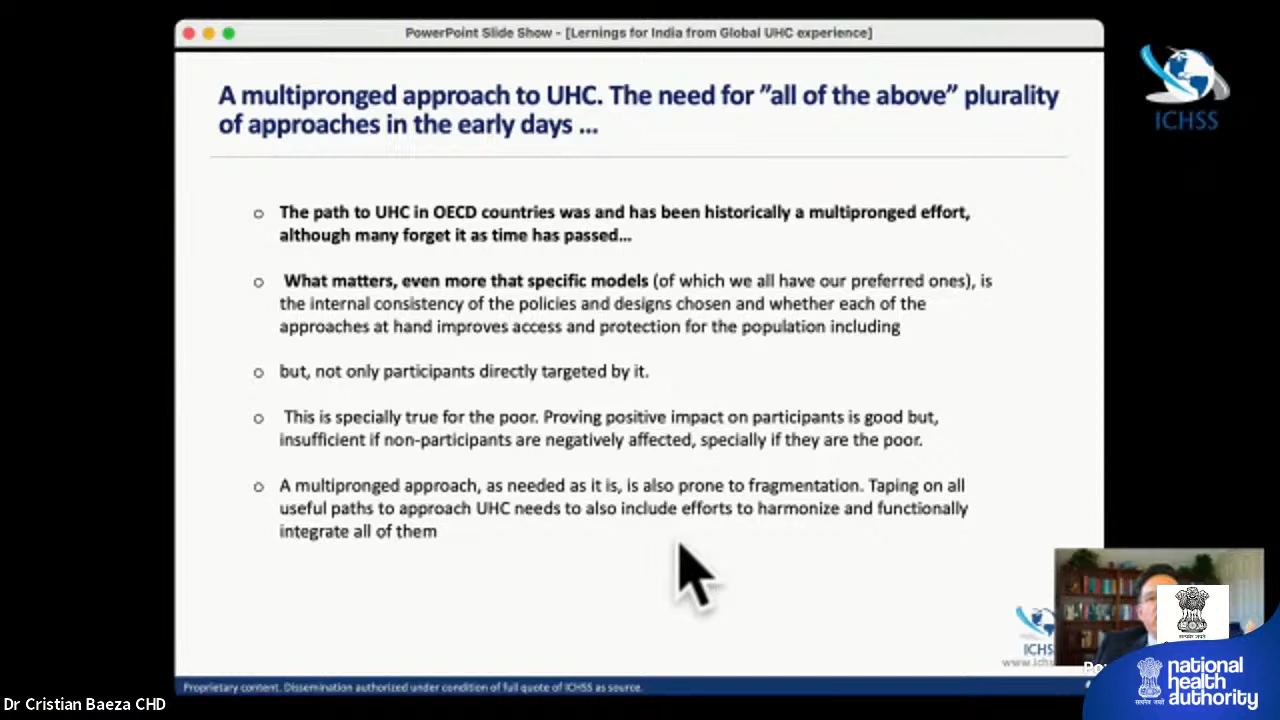 PowerPoint Slide Show - [Lernings for India from Global UHC experience]
ICHSS
A multipronged approach to UHC. The need for ”all of the above” plurality
of approaches in the early days ...
The path to UHC in OECD countries was and has been historically a multipronged effort,
although many forget it as time has passed...
What matters, even more that specific models (of which we all have our preferred ones), is
the internal consistency of the policies and designs chosen and whether each of the
approaches at hand improves access and protection for the population including
but, not only participants directly targeted by it.
This is specially true for the poor. Proving positive impact on participants is good but,
insufficient if non-participants are negatively affected, specially if they are the poor.
A multipronged approach, as needed as it is, is also prone to fragmentation. Taping on all
useful paths to approach UHC needs to also include efforts to harmonize and functionally
integrate all of them
Proprietary content. Dissemination authorized under condition of full quote of ICHSS as source.
Dr Cristian Baeza CHD
national
health
authority